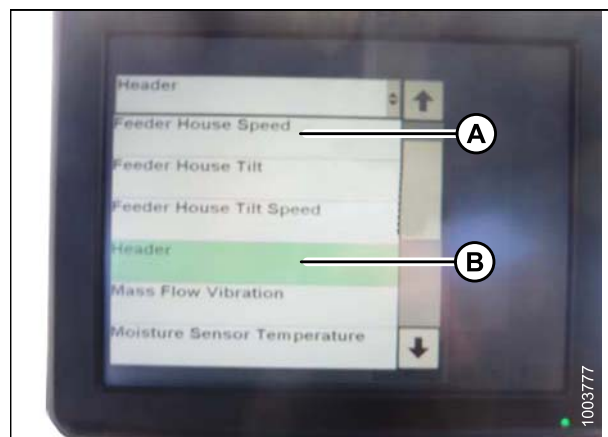 Header
Feeder House Speed
A
Feeder House Tilt
Feeder House Tilt Speed
Header
B
Mass Flow Vibration
Moisture Sensor Temperature
1003777